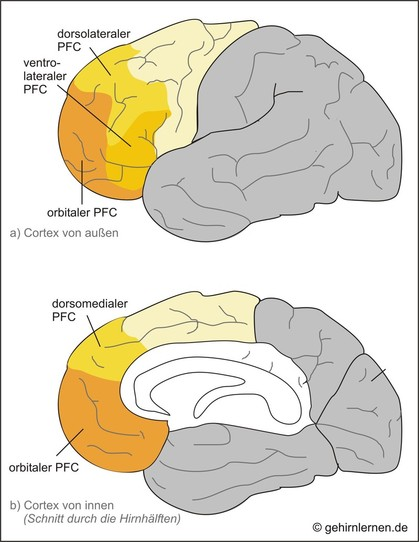 dorsolateraler
PFC
ventro-
lateraler
PFC
orbitaler PFC
a) Cortex von außen
dorsomedialer
PFC
orbitaler PFC
b) Cortex von innen
(Schnitt durch die Hirnhälften)
© gehirnlernen.de